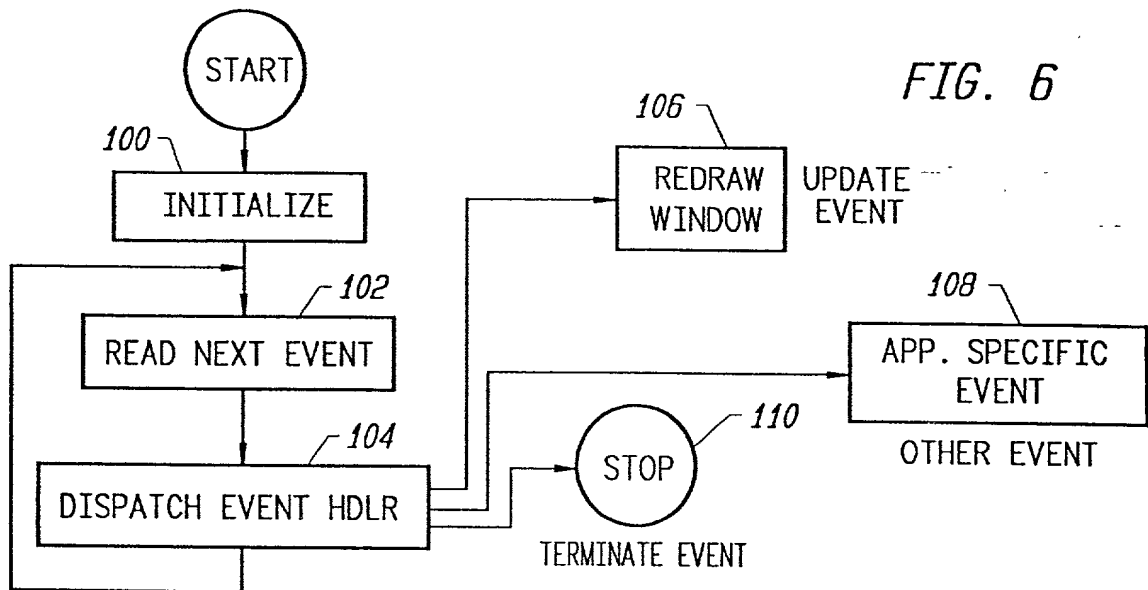 START
FIG. 6
100
INITIALIZE
106
REDRAW
WINDOW
UPDATE
EVENT
102
READ NEXT EVENT
108
APP. SPECIFIC
EVENT
OTHER EVENT
104
DISPATCH EVENT HDLR
110
STOP
TERMINATE EVENT